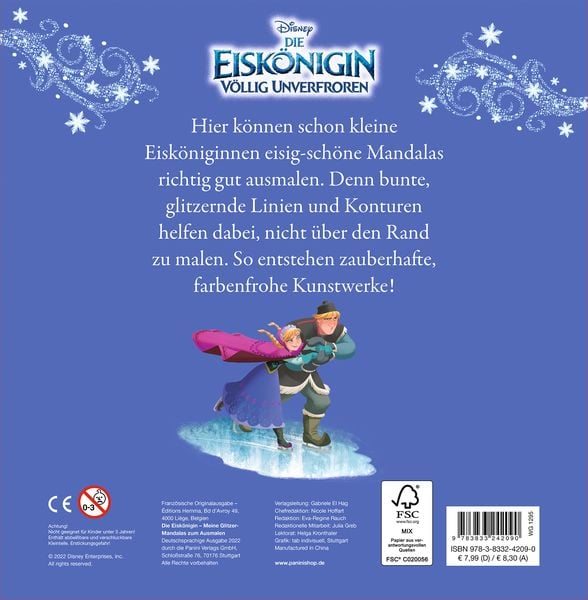 Disney
DIE
EISKÖNIGIN
VÖLLIG UNVERFROREN
Hier können schon kleine
Eisköniginnen eisig-schöne Mandalas
richtig gut ausmalen. Denn bunte,
glitzernde Linien und Konturen
helfen dabei, nicht über den Rand
zu malen. So entstehen zauberhafte,
farbenfrohe Kunstwerke!
CE
0-3
Achtung!
Nicht geeignet für Kinder unter 3 Jahren!
Enthält abbeißbare und verschluckbare
Kleinteile. Erstickungsgefahr!
© 2022 Disney Enterprises, Inc.
All rights reserved.
Französische Originalausgabe –
Éditions Hemma, Bd d'Avroy 49,
4000 Liège, Belgien
Die Eiskönigin – Meine Glitzer-
Mandalas zum Ausmalen
Deutschsprachige Ausgabe 2022
durch die Panini Verlags GmbH,
Schloßstraße 76, 70176 Stuttgart
Alle Rechte vorbehalten
Verlagsleitung: Gabriele El Hag
Chefredaktion: Nicole Hoffart
Redaktion: Eva-Regine Rauch
Redaktionelle Mitarbeit: Julia Greb
Lektorat: Helga Kronthaler
Grafik: tab indivisuell, Stuttgart
Manufactured in China
www.paninishop.de
FSC
www.fsc.org
MIX
Papier aus ver-
antwortungsvollen
Quellen
FSC® C020056
9 783833 242090
WG 1265
ISBN 978-3-8332-4209-0
€ 7,99 (D) / € 8,30 (A)